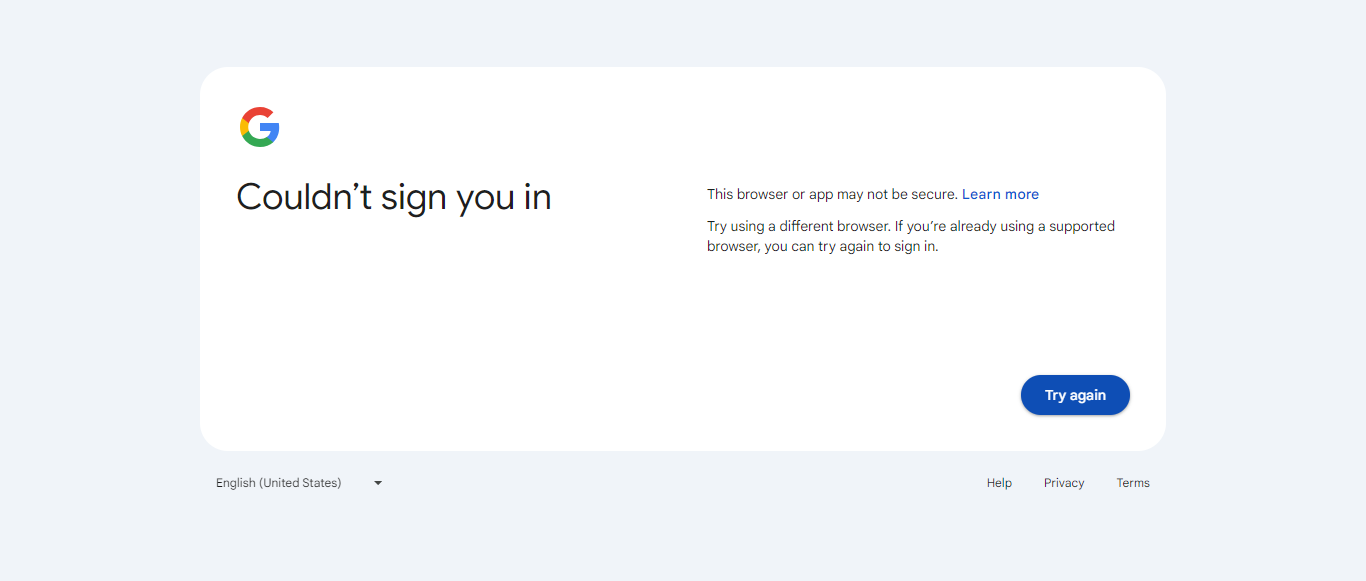 Couldn’t sign you in
This browser or app may not be secure. Learn more
Try using a different browser. If you’re already using a supported
browser, you can try again to sign in.
Try again
English (United States)
Help Privacy Terms